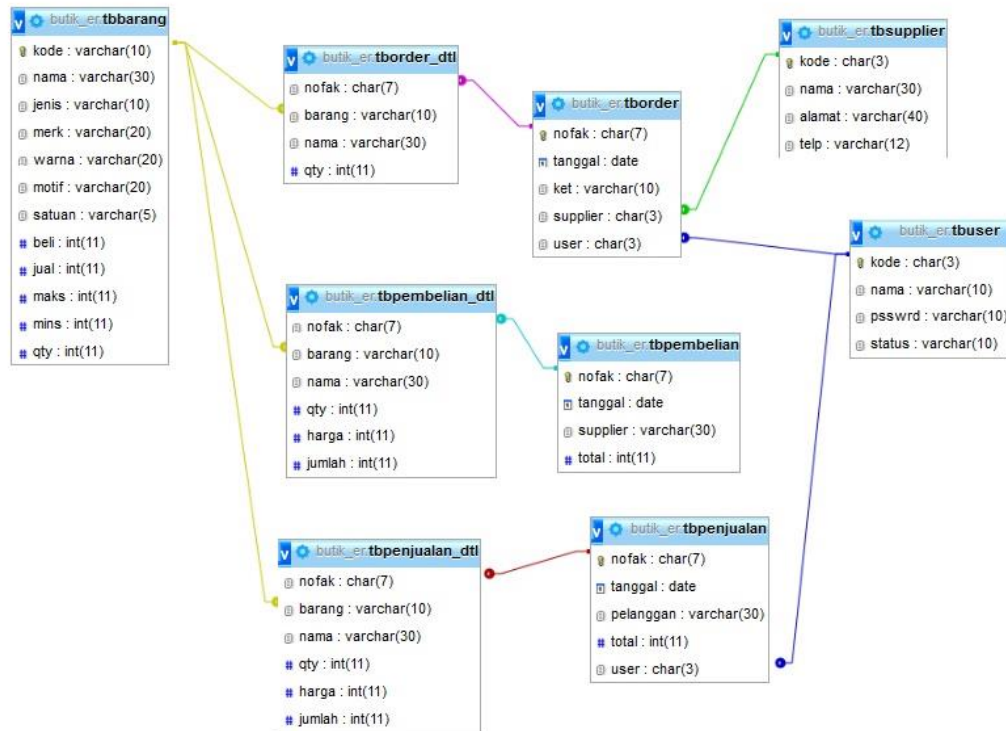 butik_er.tbbarang
kode : varchar(10)
nama : varchar(30)
jenis : varchar(10)
merk : varchar(20)
warna : varchar(20)
motif : varchar(20)
satuan : varchar(5)
# beli : int(11)
# jual : int(11)
# maks : int(11)
# mins : int(11)
# qty : int(11)
butik_er.tborder_dtl
nofak : char(7)
barang : varchar(10)
nama : varchar(30)
# qty : int(11)
butik_er.tborder
nofak : char(7)
tanggal : date
ket : varchar(10)
supplier : char(3)
user : char(3)
butik_er.tbsupplier
kode : char(3)
nama : varchar(30)
alamat : varchar(40)
telp : varchar(12)
butik_er.tbuser
kode : char(3)
nama : varchar(10)
psswrd : varchar(10)
status : varchar(10)
butik_er.tbpembelian_dtl
nofak : char(7)
barang : varchar(10)
nama : varchar(30)
# qty : int(11)
# harga : int(11)
# jumlah : int(11)
butik_er.tbpembelian
nofak : char(7)
tanggal : date
supplier : varchar(30)
# total : int(11)
butik_er.tbpenjualan_dtl
nofak : char(7)
barang : varchar(10)
nama : varchar(30)
# qty : int(11)
# harga : int(11)
# jumlah : int(11)
butik_er.tbpenjualan
nofak : char(7)
tanggal : date
pelanggan : varchar(30)
# total : int(11)
user : char(3)